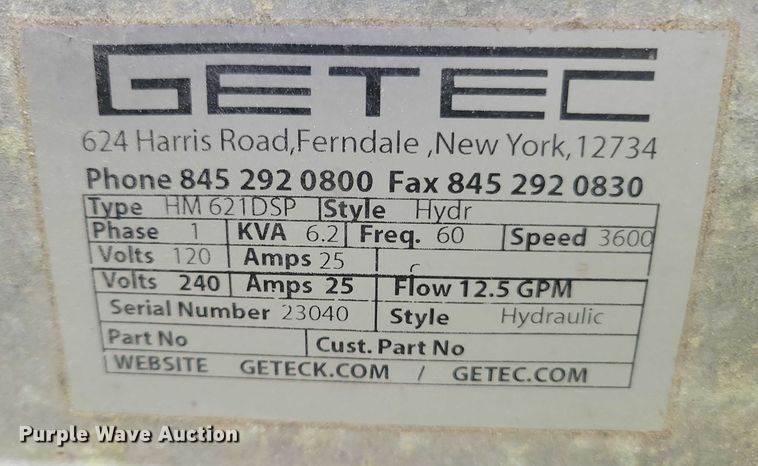 GETEC
624 Harris Road,Ferndale ,New York,12734
Phone 845 292 0800 Fax 845 292 0830
Type HM 621DSP Style Hydr
Phase 1 KVA 6.2 Freq. 60 Speed 3600
Volts 120 Amps 25
Volts 240 Amps 25 Flow 12.5 GPM
Serial Number 23040 Style Hydraulic
Part No Cust. Part No
WEBSITE GETECK.COM / GETEC.COM
Purple Wave Auction